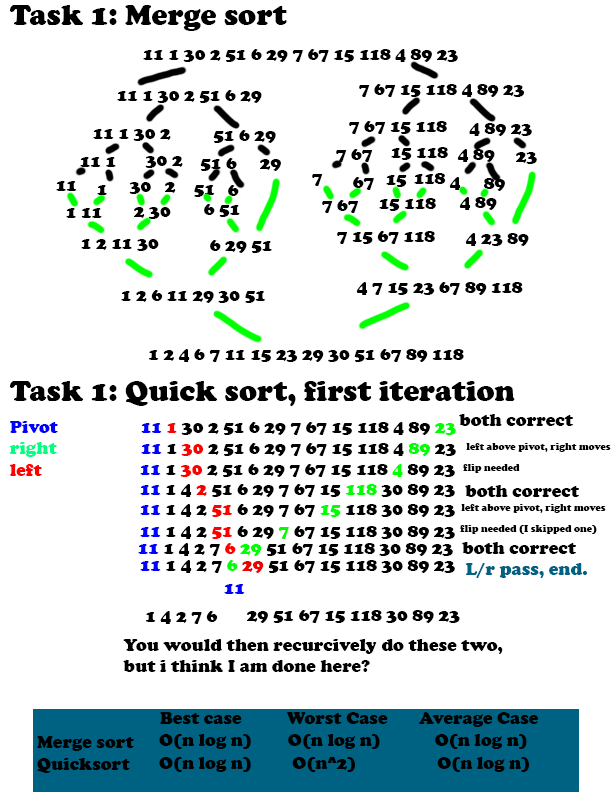 Task 1: Merge sort
11 1 30 2 51 6 29 7 67 15 118 4 89 23
11 1 30 2 51 6 29 7 67 15 118 4 89 23
11 1 30 2 51 6 29 7 67 15 118 4 89 23
11 1 30 2 51 6 29 7 67 15 118 4 89 23
11 1 30 2 51 6 7 67 15 118 4 89
1 11 2 30 6 51 7 67 15 118 4 89
1 2 11 30 6 29 51 7 15 67 118 4 23 89
1 2 6 11 29 30 51 4 7 15 23 67 89 118
1 2 4 6 7 11 15 23 29 30 51 67 89 118
Task 1: Quick sort, first iteration
Pivot 11 1 30 2 51 6 29 7 67 15 118 4 89 23 both correct
right 11 1 30 2 51 6 29 7 67 15 118 4 89 23 left above pivot, right moves
left 11 1 30 2 51 6 29 7 67 15 118 4 89 23 flip needed
11 1 4 2 51 6 29 7 67 15 118 30 89 23 both correct
11 1 4 2 51 6 29 7 67 15 118 30 89 23 left above pivot, right moves
11 1 4 2 51 6 29 7 67 15 118 30 89 23 flip needed (I skipped one)
11 1 4 2 7 6 29 51 67 15 118 30 89 23 both correct
11 1 4 2 7 6 29 51 67 15 118 30 89 23 L/r pass, end.
11
1 4 2 7 6 29 51 67 15 118 30 89 23
You would then recurcively do these two,
but i think I am done here?
Best case Worst Case Average Case
Merge sort O(n log n) O(n log n) O(n log n)
Quicksort O(n log n) O(n^2) O(n log n)